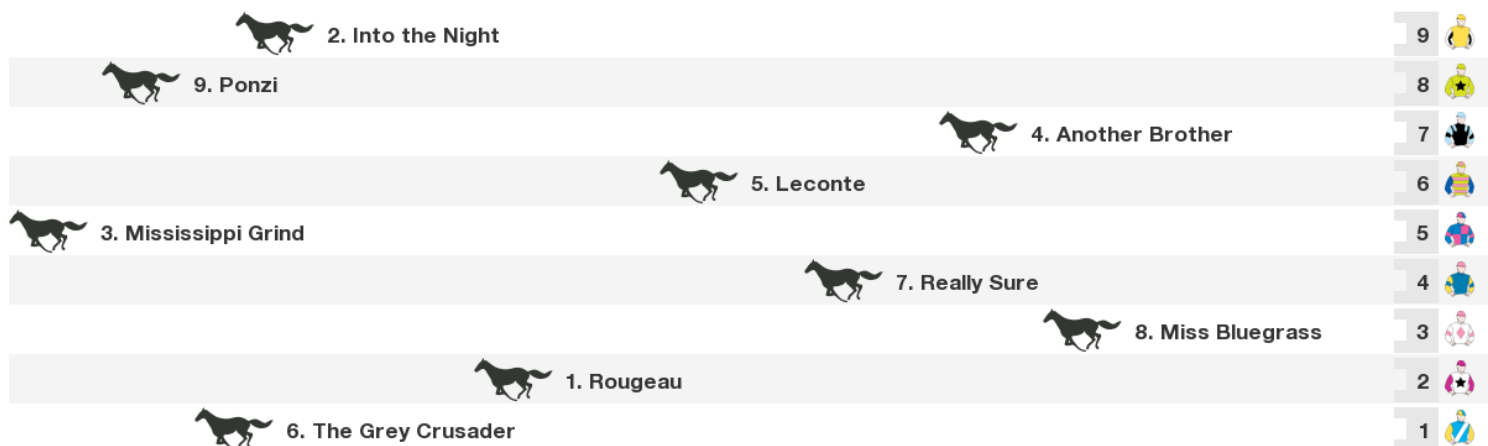 2. Into the Night 9
9. Ponzi 8
4. Another Brother 7
5. Leconte 6
3. Mississippi Grind 5
7. Really Sure 4
8. Miss Bluegrass 3
1. Rougeau 2
6. The Grey Crusader 1